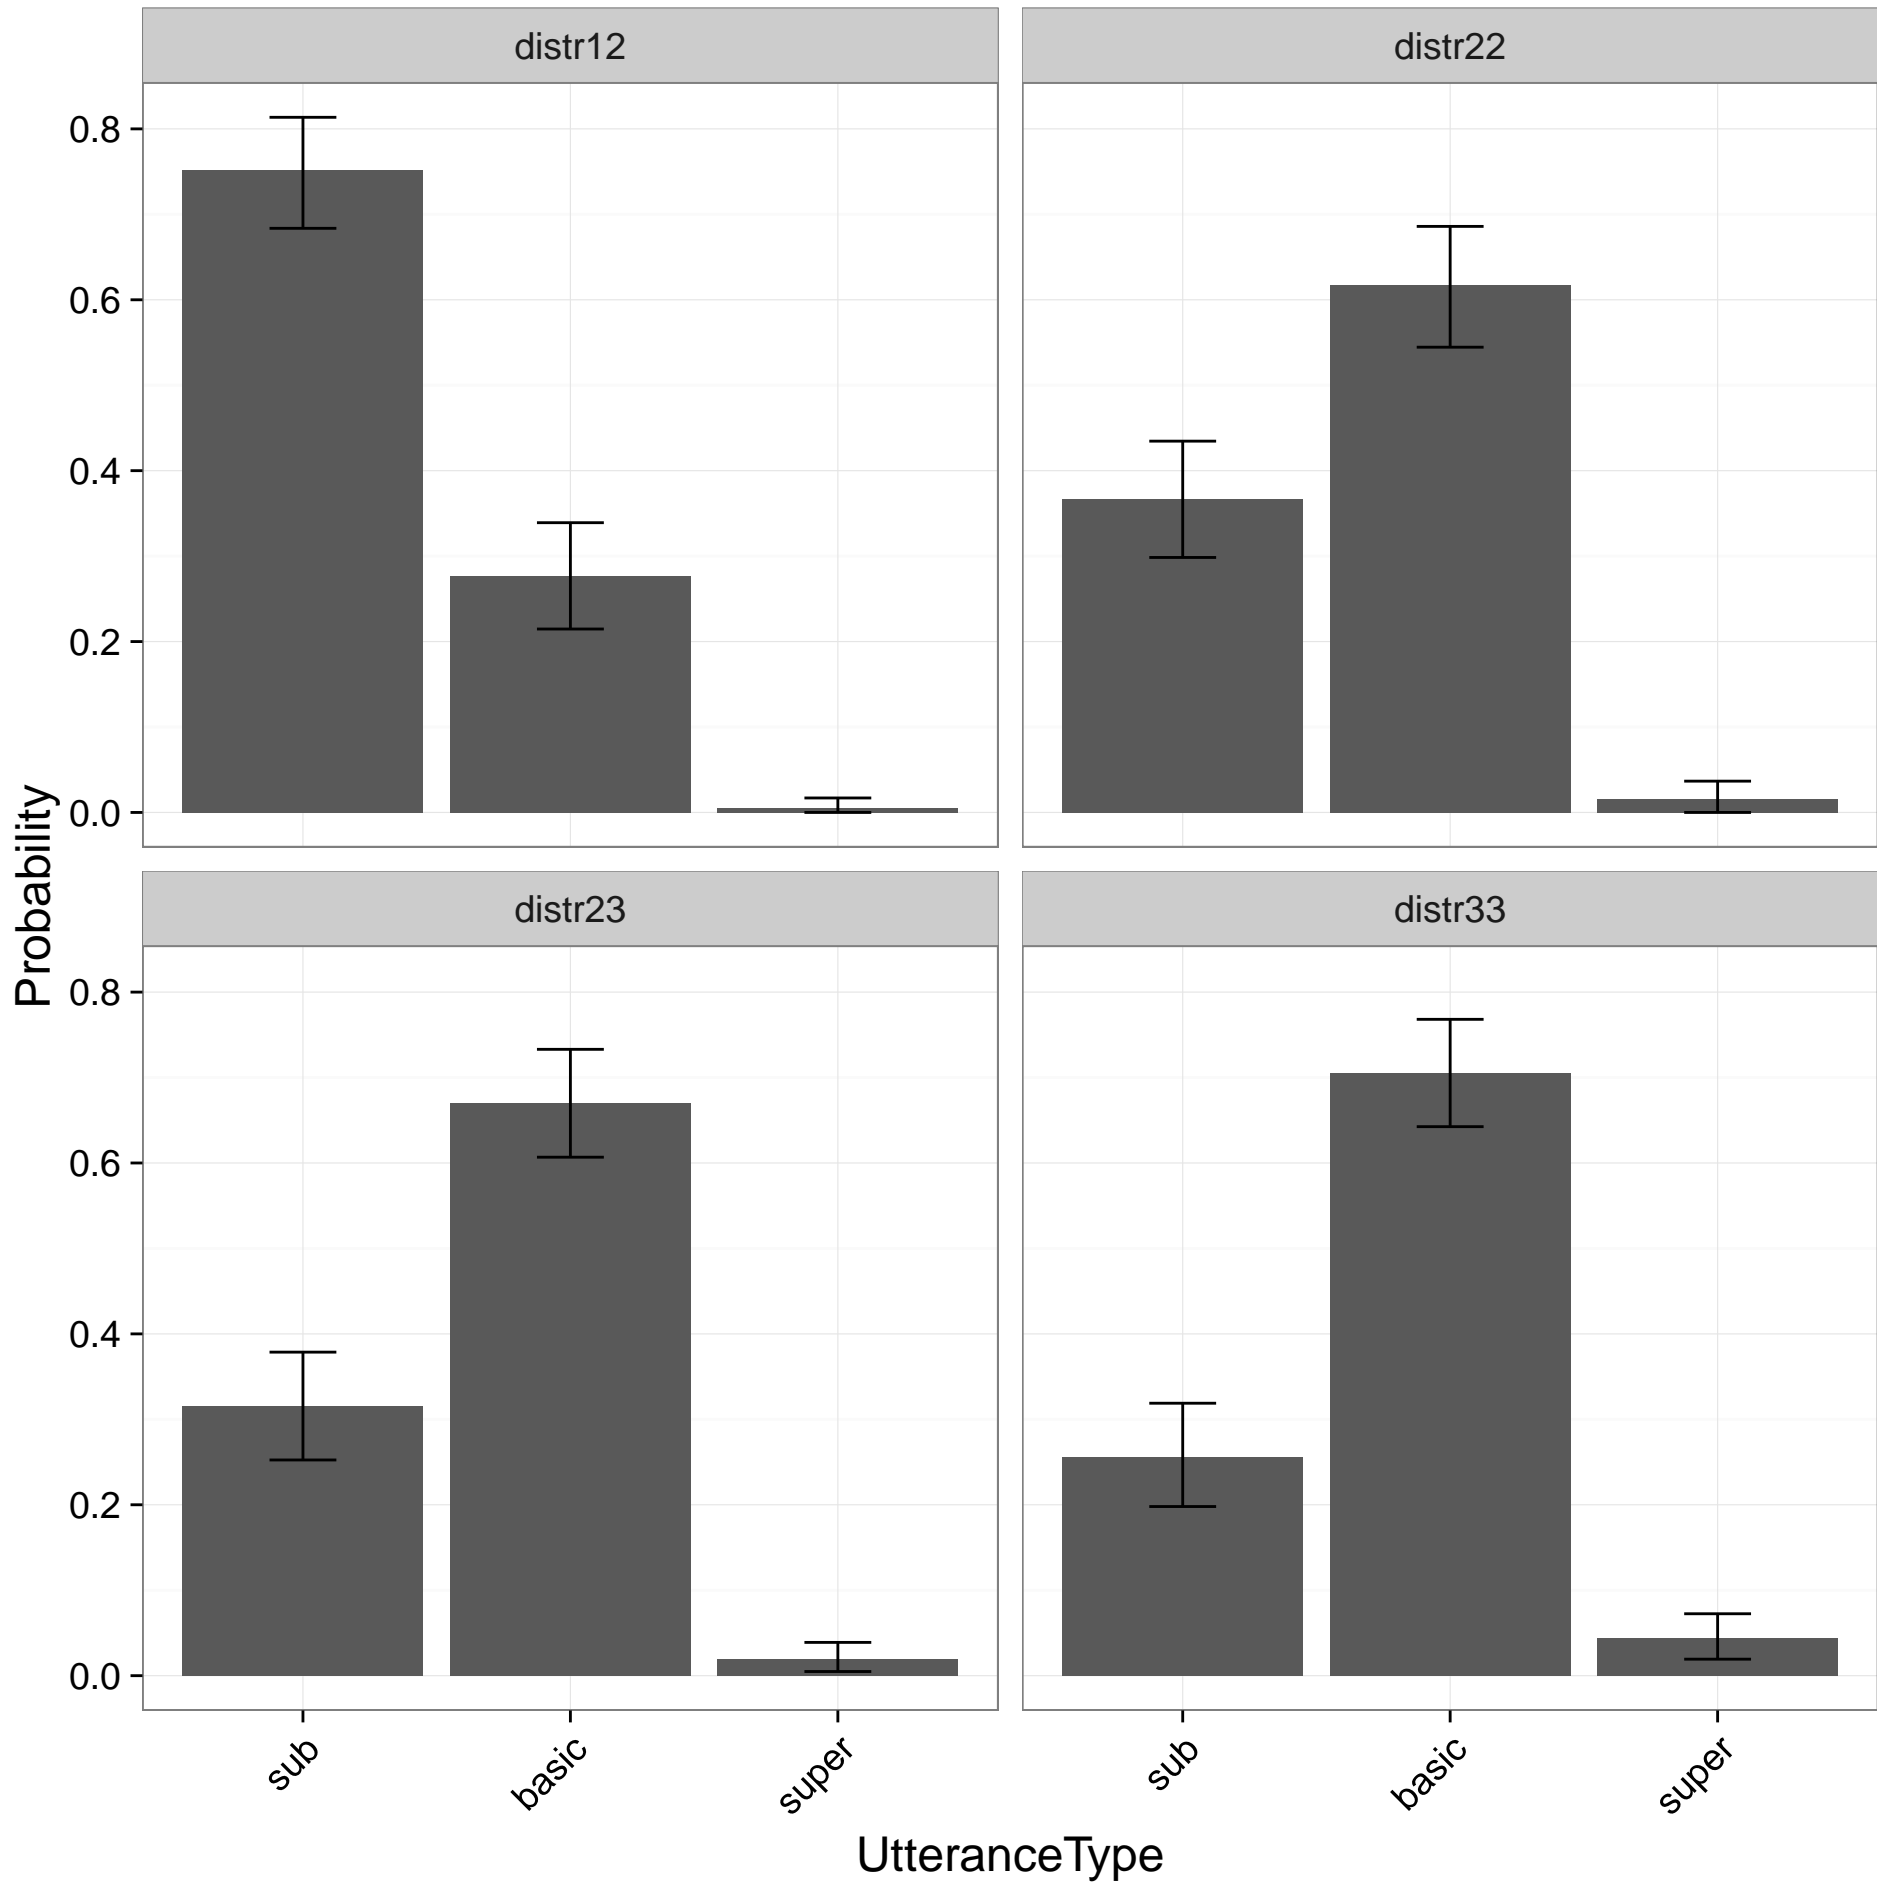 distr12
distr22
0.8
0.6
0.4
0.2
0.0
distr23
distr33
0.8
0.6
0.4
0.2
0.0
sub
basic
super
sub
basic
super
UtteranceType
Probability